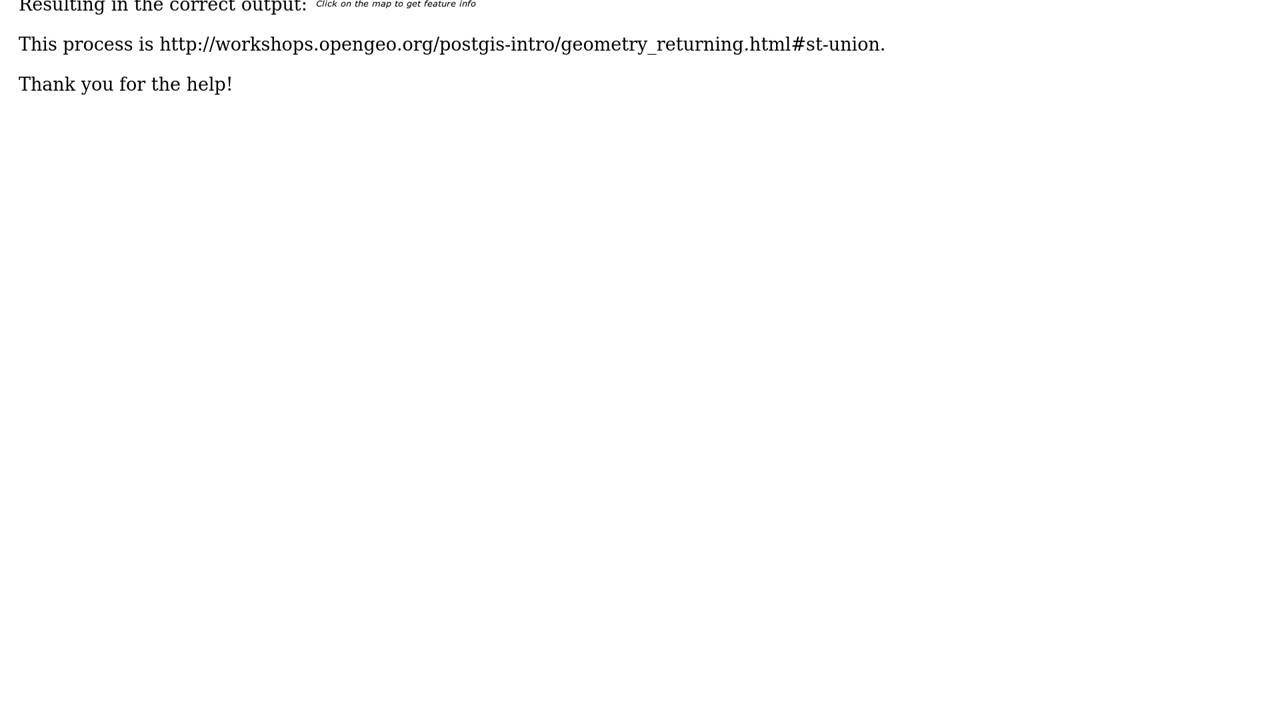 Resulting in the correct output: Click on the map to get feature info
This process is http://workshops.opengeo.org/postgis-intro/geometry_returning.html#st-union.
Thank you for the help!